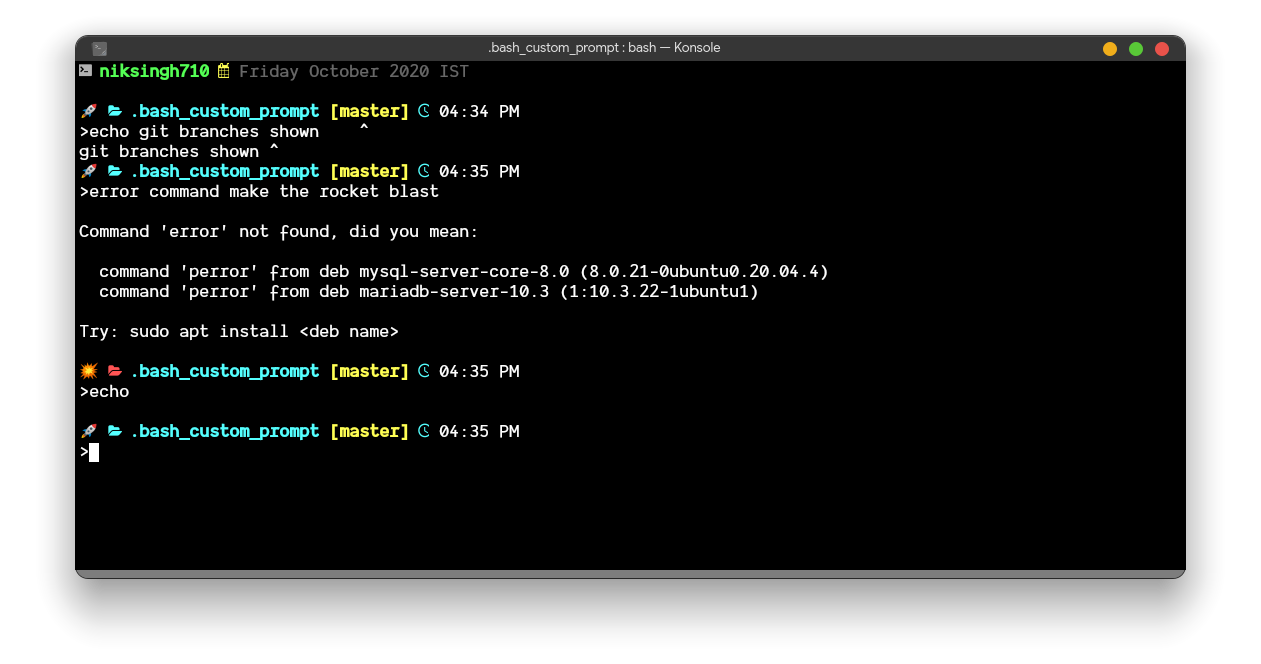 .bash_custom_prompt : bash — Konsole
niksingh710 Friday October 2020 IST
🚀 .bash_custom_prompt [master] 04:34 PM
>echo git branches shown    ^
git branches shown ^
🚀 .bash_custom_prompt [master] 04:35 PM
>error command make the rocket blast
Command 'error' not found, did you mean:
  command 'perror' from deb mysql-server-core-8.0 (8.0.21-0ubuntu0.20.04.4)
  command 'perror' from deb mariadb-server-10.3 (1:10.3.22-1ubuntu1)
Try: sudo apt install <deb name>
💥 .bash_custom_prompt [master] 04:35 PM
>echo
🚀 .bash_custom_prompt [master] 04:35 PM
>